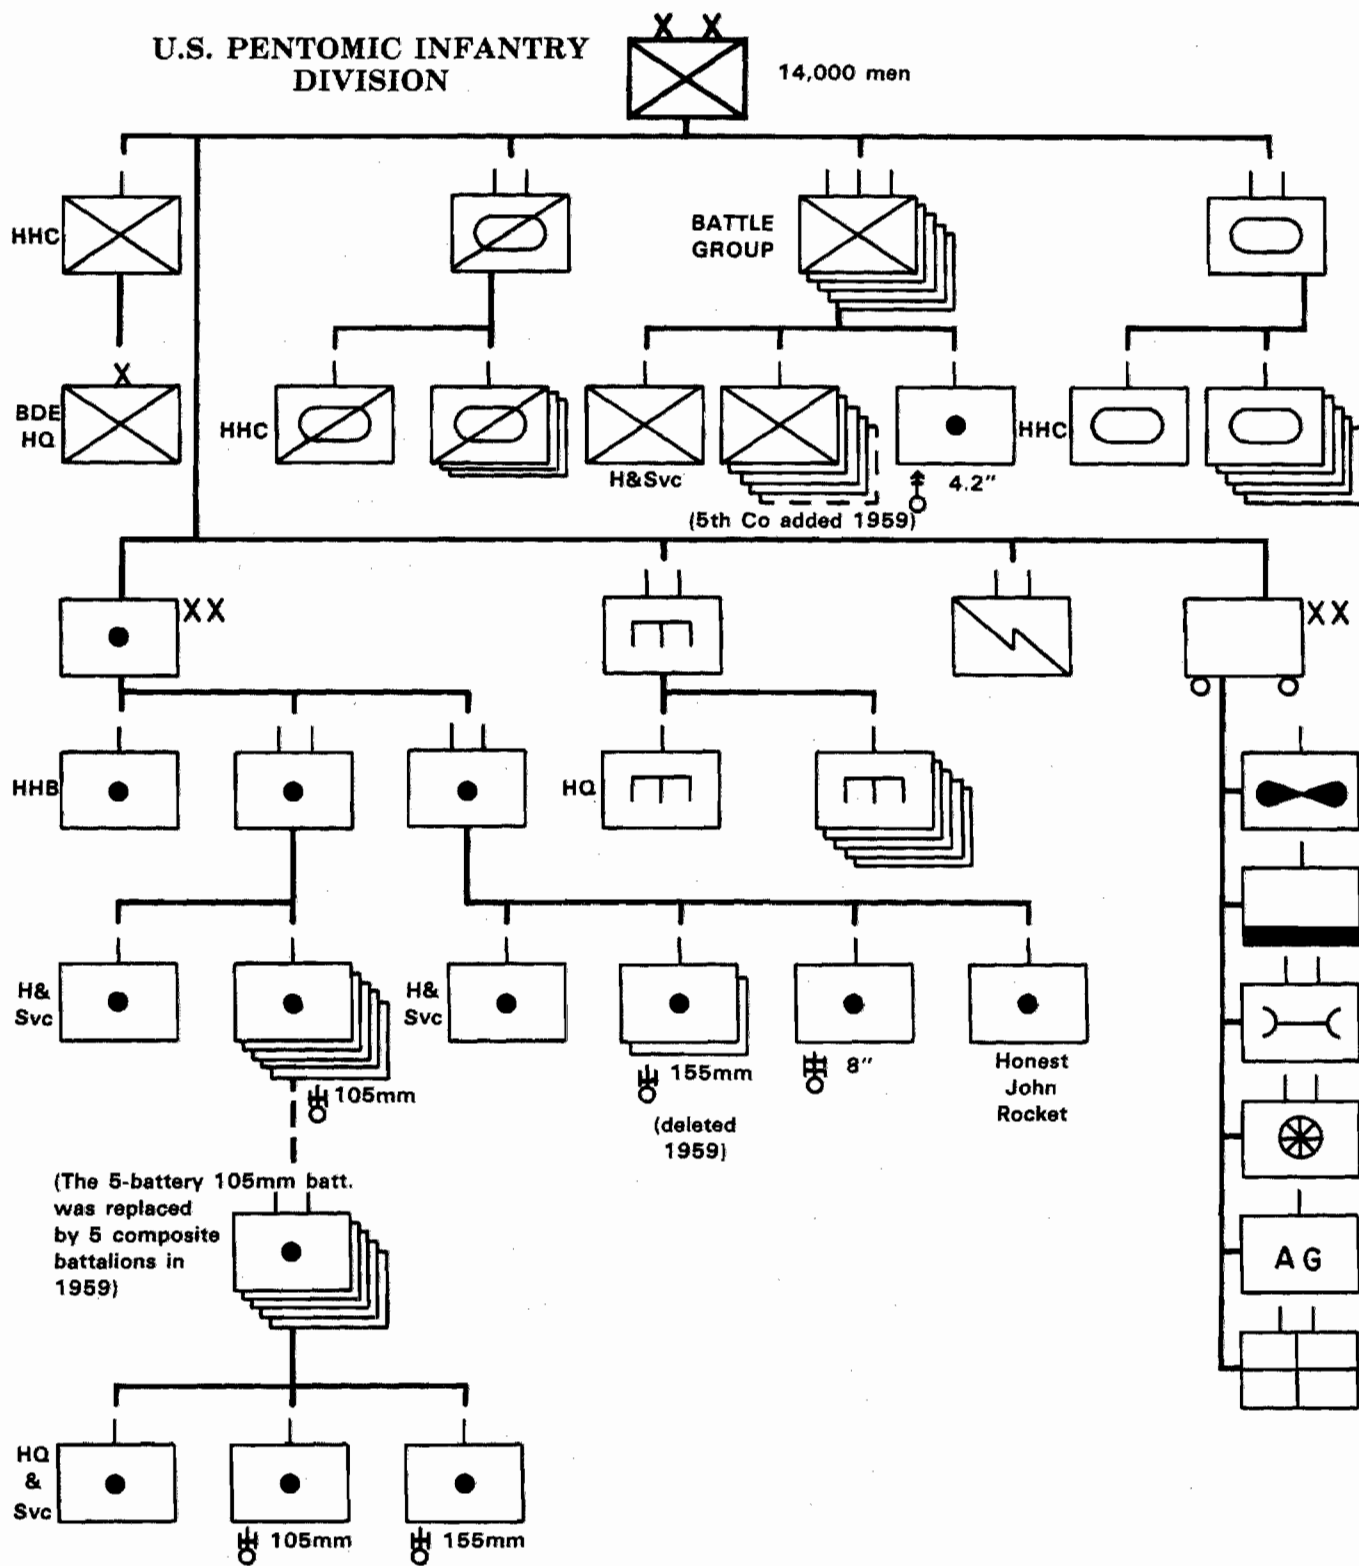 U.S. PENTOMIC INFANTRY
DIVISION
14,000 men
HHC
BATTLE
GROUP
BDE
HQ
HHC
H&Svc
4.2"
HHC
(5th Co added 1959)
XX
XX
HHB
HQ
H&
Svc
105mm
H&
Svc
155mm
(deleted
1959)
8"
Honest
John
Rocket
AG
(The 5-battery 105mm batt.
was replaced
by 5 composite
battalions in
1959)
HQ
&
Svc
105mm
155mm